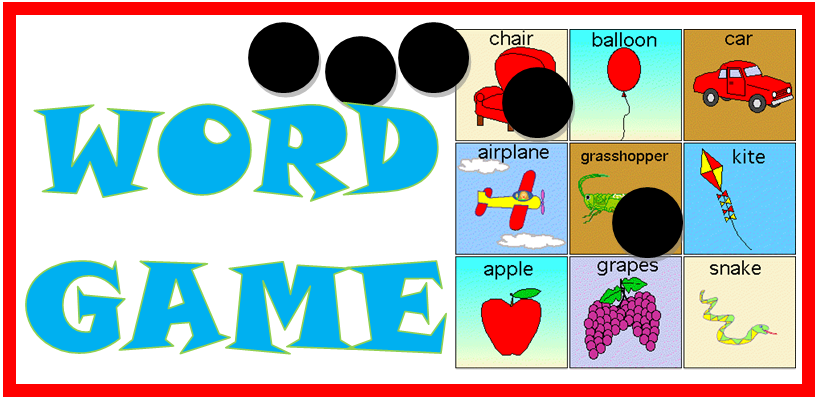 WORD
GAME
chair balloon car
airplane grasshopper kite
apple grapes snake